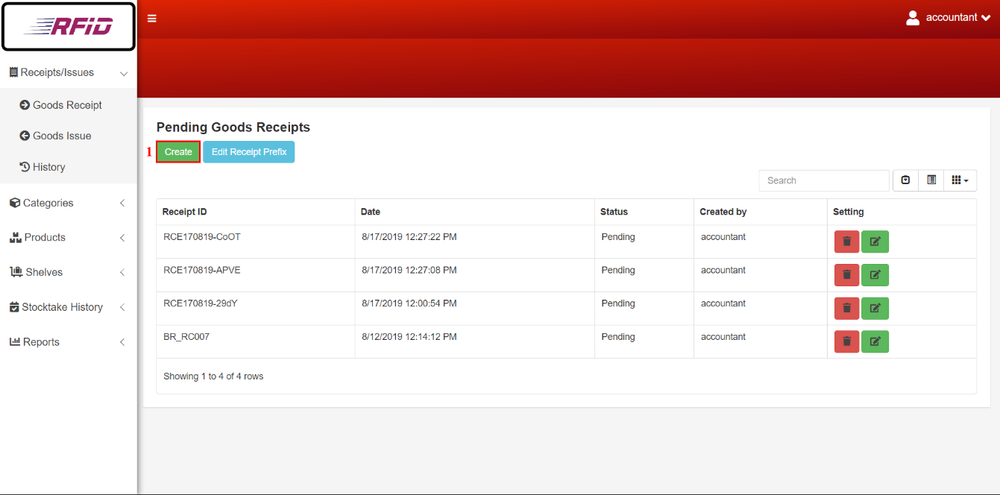 RFiD
accountant
Receipts/Issues
Goods Receipt
Goods Issue
History
Categories
Products
Shelves
Stocktake History
Reports
Pending Goods Receipts
1 Create Edit Receipt Prefix
Search
Receipt ID Date Status Created by Setting
RCE170819-CoOT 8/17/2019 12:27:22 PM Pending accountant
RCE170819-APVE 8/17/2019 12:27:08 PM Pending accountant
RCE170819-29dY 8/17/2019 12:00:54 PM Pending accountant
BR_RC007 8/12/2019 12:14:12 PM Pending accountant
Showing 1 to 4 of 4 rows